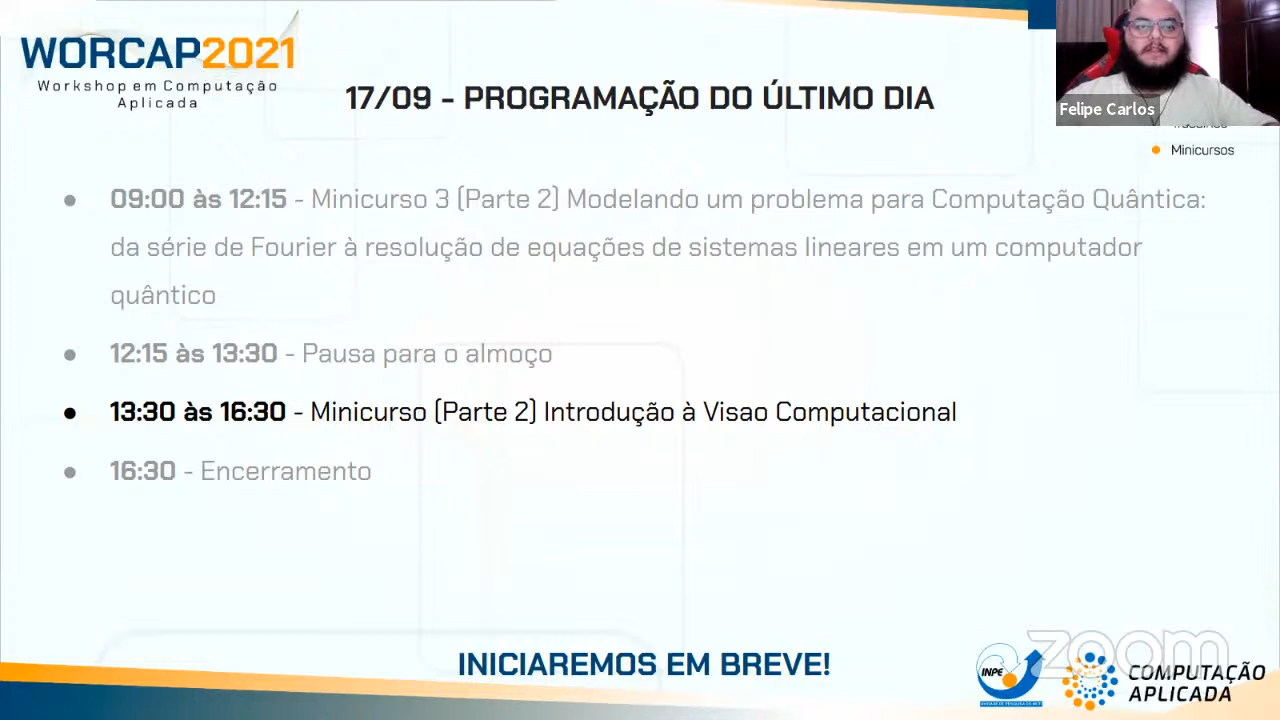 WORCAP2021
Workshop em Computação
Aplicada
17/09 - PROGRAMAÇÃO DO ÚLTIMO DIA
Felipe Carlos
Minicursos
● 09:00 às 12:15 - Minicurso 3 (Parte 2) Modelando um problema para Computação Quântica:
da série de Fourier à resolução de equações de sistemas lineares em um computador
quântico
● 12:15 às 13:30 - Pausa para o almoço
● 13:30 às 16:30 - Minicurso (Parte 2) Introdução à Visao Computacional
● 16:30 - Encerramento
INICIAREMOS EM BREVE!
INPE
zoom
COMPUTAÇÃO
APLICADA